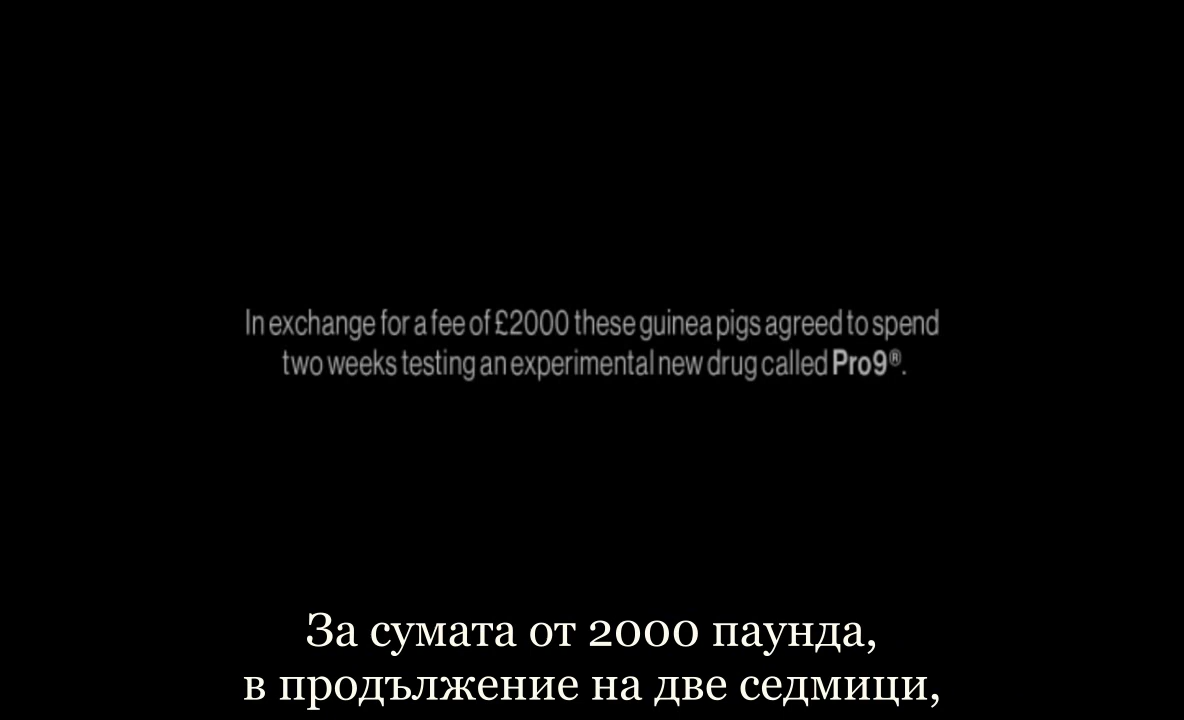 In exchange for a fee of £2000 these guinea pigs agreed to spend
two weeks testing an experimental new drug called Pro9®.
За сумата от 2000 паунда,
в продължение на две седмици,